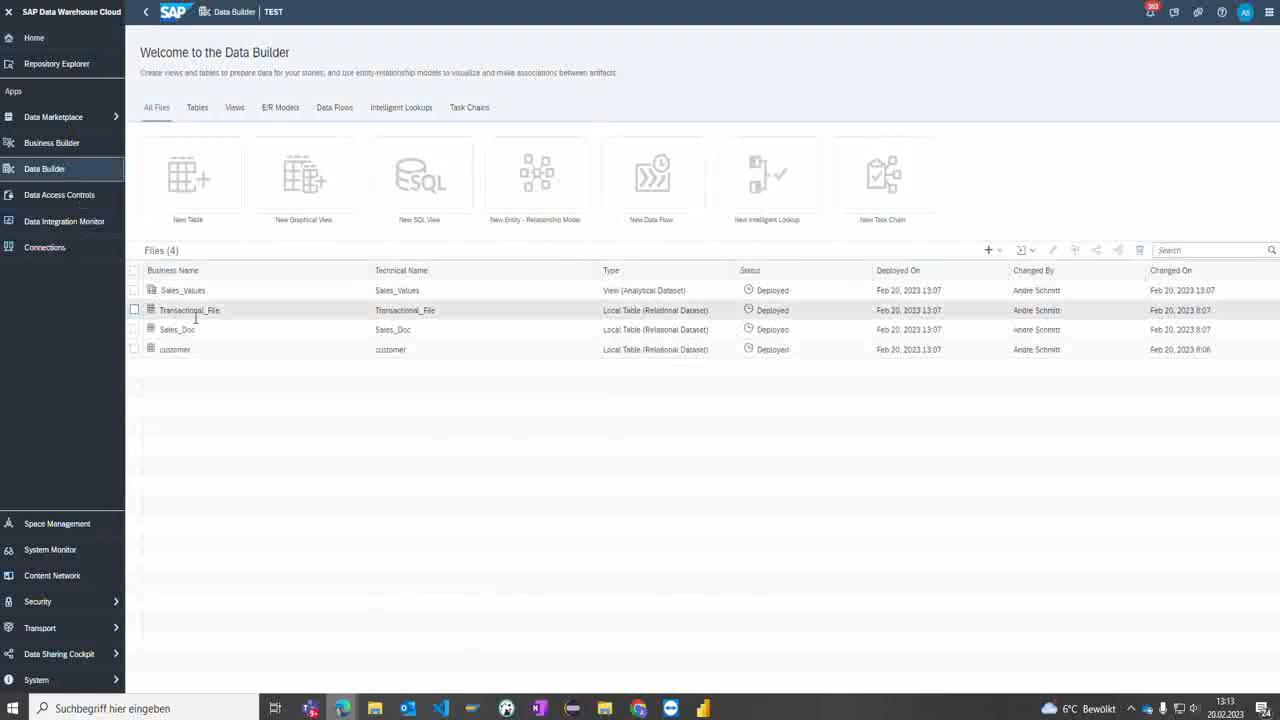 SAP Data Warehouse Cloud
SAP Data Builder TEST
383
AS
Home
Repository Explorer
Apps
Data Marketplace
Business Builder
Data Builder
Data Access Controls
Data Integration Monitor
Connections
Space Management
System Monitor
Content Network
Security
Transport
Data Sharing Cockpit
System
Welcome to the Data Builder
Create views and tables to prepare data for your stories, and use entity-relationship models to visualize and make associations between artifacts
All Files Tables Views E/R Models Data Flows Intelligent Lookups Task Chains
SQL
New Table New Graphical View New SQL View New Entity - Relationship Model New Data Flow New Intelligent Lookup New Task Chain
Files (4) Search
Business Name Technical Name Type Status Deployed On Changed By Changed On
Sales_Values Sales_Values View (Analytical Dataset) Deployed Feb 20, 2023 13:07 Andre Schmitt Feb 20, 2023 13:07
Transactional_File Transactional_File Local Table (Relational Dataset) Deployed Feb 20, 2023 13:07 Andre Schmitt Feb 20, 2023 8:07
Sales_Doc Sales_Doc Local Table (Relational Dataset) Deployed Feb 20, 2023 13:07 Andre Schmitt Feb 20, 2023 8:07
customer customer Local Table (Relational Dataset) Deployed Feb 20, 2023 13:07 Andre Schmitt Feb 20, 2023 8:06
Suchbegriff hier eingeben
6°C Bewölkt
13:13
20.02.2023